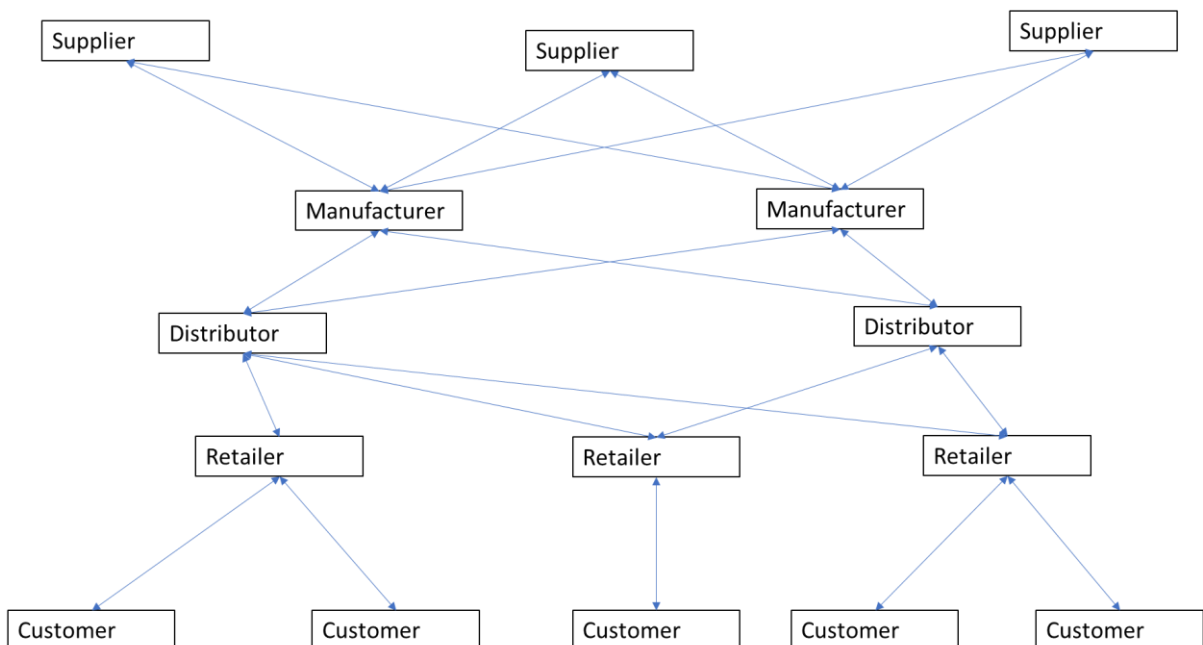 Supplier
Supplier
Supplier
Manufacturer
Manufacturer
Distributor
Distributor
Retailer
Retailer
Retailer
Customer
Customer
Customer
Customer
Customer